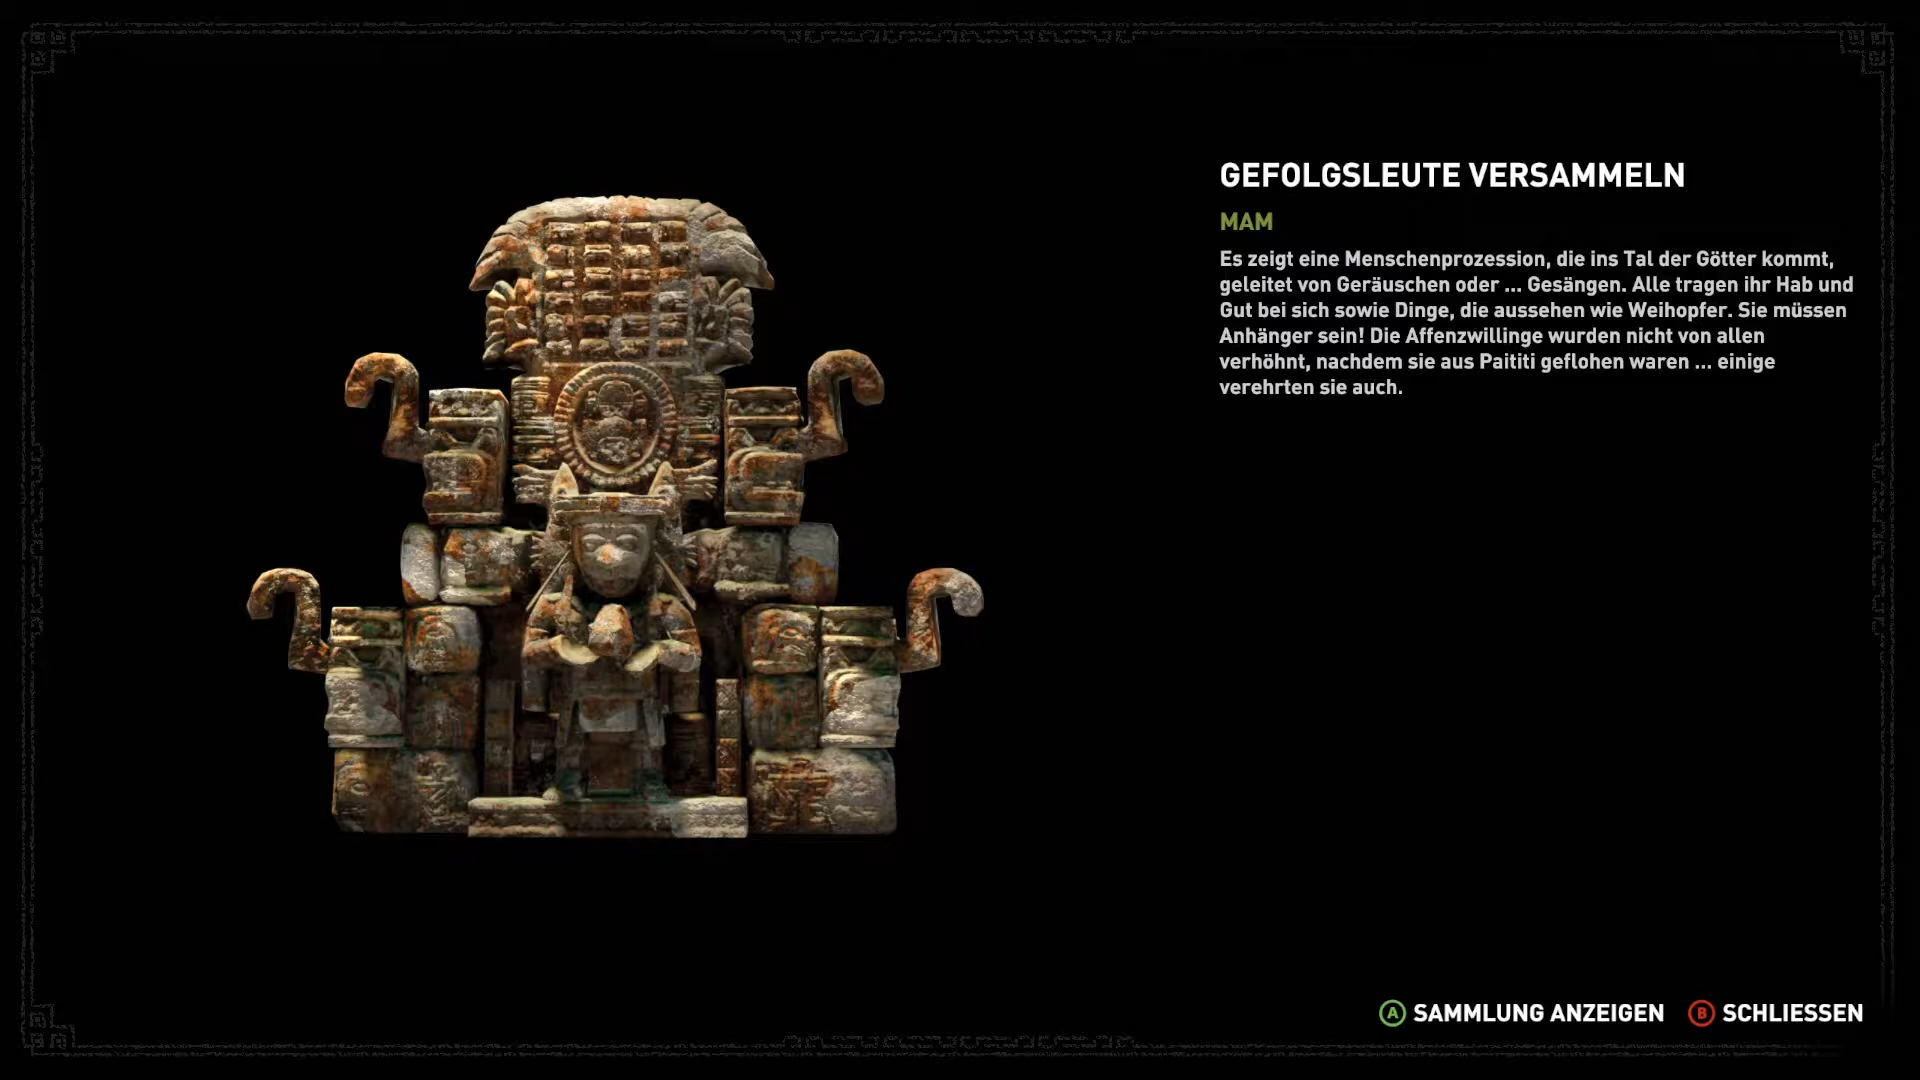 GEFOLGSLEUTE VERSAMMELN
MAM
Es zeigt eine Menschenprozession, die ins Tal der Götter kommt,
geleitet von Geräuschen oder ... Gesängen. Alle tragen ihr Hab und
Gut bei sich sowie Dinge, die aussehen wie Weihopfer. Sie müssen
Anhänger sein! Die Affenzwillinge wurden nicht von allen
verhöhnt, nachdem sie aus Paititi geflohen waren ... einige
verehrten sie auch.
A SAMMLUNG ANZEIGEN B SCHLIESSEN